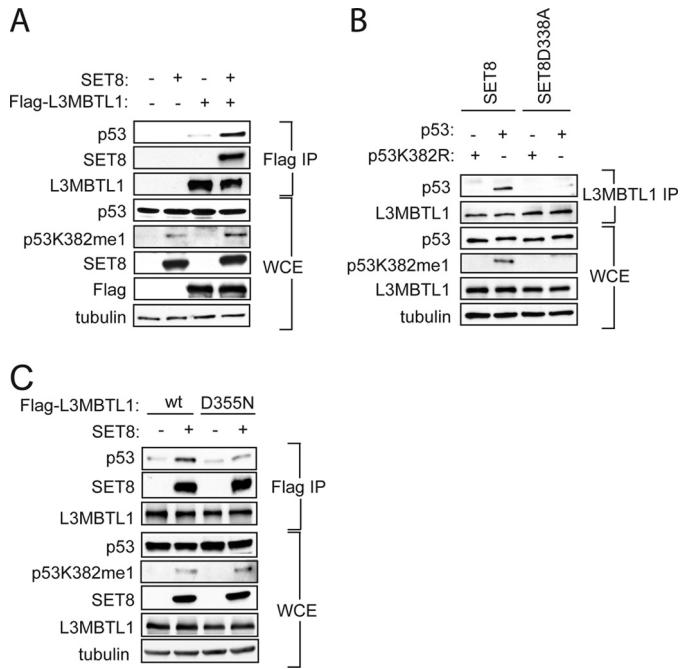 A
SET8: - + - +
Flag-L3MBTL1: - - + +
p53
SET8
L3MBTL1
Flag IP
p53
p53K382me1
SET8
Flag
tubulin
WCE
B
SET8 SET8D338A
p53: - + - +
p53K382R: + - + -
p53
L3MBTL1
L3MBTL1 IP
p53
p53K382me1
L3MBTL1
tubulin
WCE
C
Flag-L3MBTL1: wt D355N
SET8: - + - +
p53
SET8
L3MBTL1
Flag IP
p53
p53K382me1
SET8
L3MBTL1
tubulin
WCE